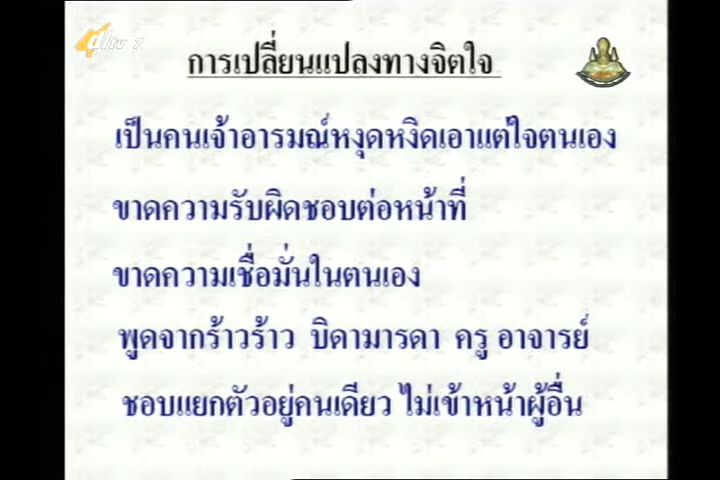 dltv 7
การเปลี่ยนแปลงทางจิตใจ
เป็นคนเจ้าอารมณ์หงุดหงิดเอาแต่ใจตนเอง
ขาดความรับผิดชอบต่อหน้าที่
ขาดความเชื่อมั่นในตนเอง
พูดจากร้าวร้าว บิดามารดา ครู อาจารย์
ชอบแยกตัวอยู่คนเดียว ไม่เข้าหน้าผู้อื่น